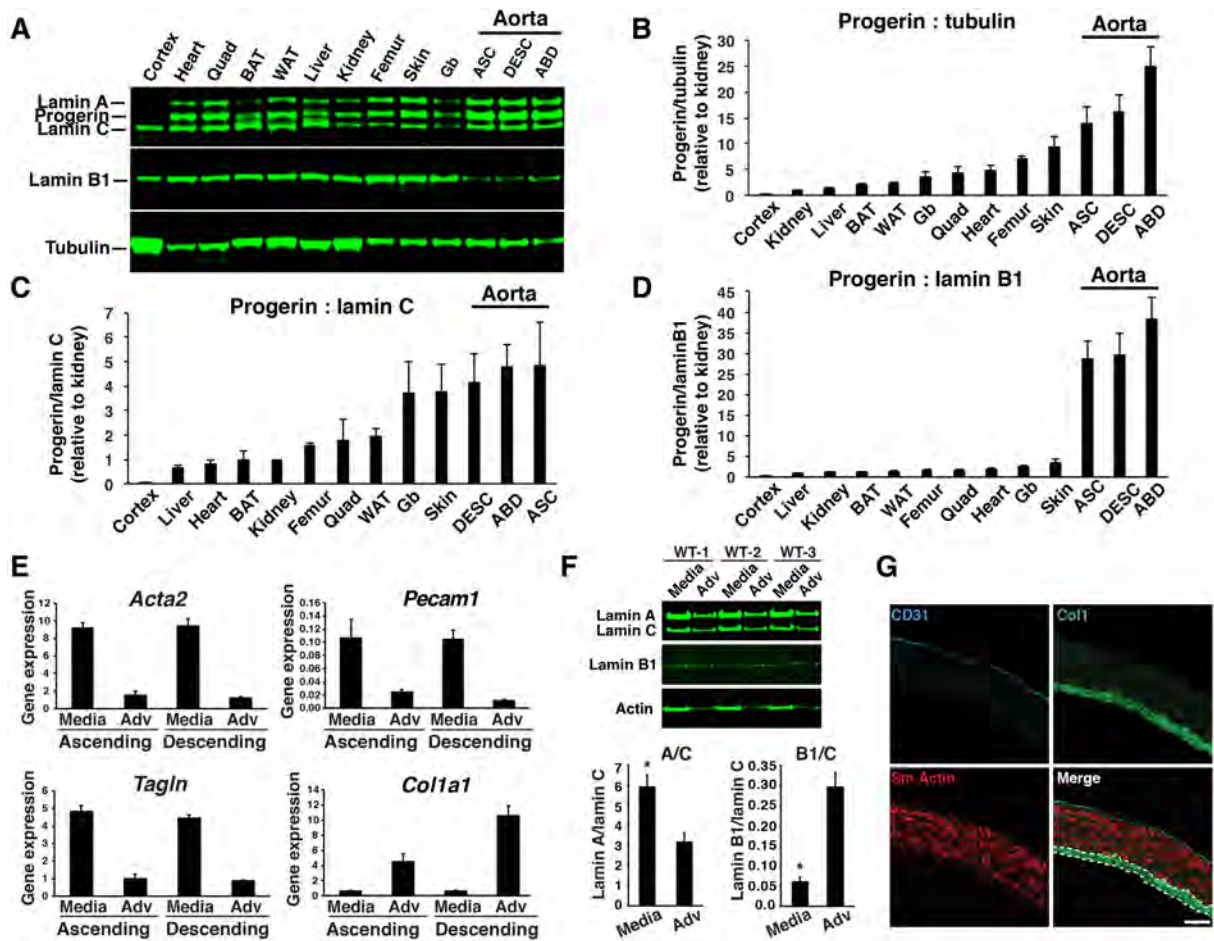 A
Cortex
Heart
Quad
BAT
WAT
Liver
Kidney
Femur
Skin
Gb
Aorta
ASC
DESC
ABD
Lamin A
Progerin
Lamin C
Lamin B1
Tubulin
B
Progerin : tubulin
Aorta
Progerin/tubulin
(relative to kidney)
30
25
20
15
10
5
0
Cortex
Kidney
Liver
BAT
WAT
Gb
Quad
Heart
Femur
Skin
ASC
DESC
ABD
C
Progerin : lamin C
Aorta
Progerin/lamin C
(relative to kidney)
7
6
5
4
3
2
1
0
Cortex
Liver
Heart
BAT
Kidney
Femur
Quad
WAT
Gb
Skin
DESC
ABD
ASC
D
Progerin : lamin B1
Aorta
Progerin/laminB1
(relative to kidney)
45
40
35
30
25
20
15
10
5
0
Cortex
Liver
Kidney
BAT
WAT
Femur
Quad
Heart
Gb
Skin
ASC
DESC
ABD
E
Acta2
Gene expression
12
10
8
6
4
2
0
Media Adv Media Adv
Ascending Descending
Pecam1
Gene expression
0.16
0.14
0.12
0.10
0.08
0.06
0.04
0.02
0.00
Media Adv Media Adv
Ascending Descending
Tagln
Gene expression
6
5
4
3
2
1
0
Media Adv Media Adv
Ascending Descending
Col1a1
Gene expression
14
12
10
8
6
4
2
0
Media Adv Media Adv
Ascending Descending
F
WT-1 WT-2 WT-3
Media Adv Media Adv Media Adv
Lamin A
Lamin C
Lamin B1
Actin
A/C
Lamin A/lamin C
7
6
5
4
3
2
1
0
*
Media Adv
B1/C
Lamin B1/lamin C
0.35
0.30
0.25
0.20
0.15
0.10
0.05
0.00
*
Media Adv
G
CD31
Col1
Sm Actin
Merge